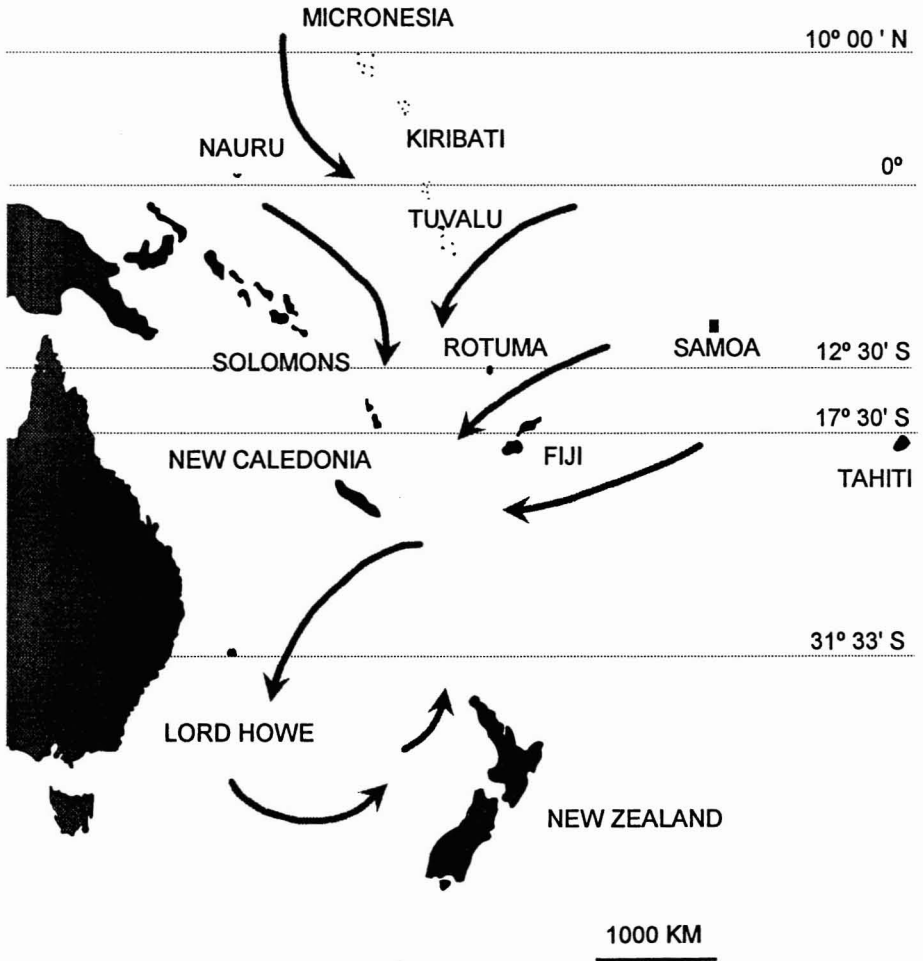 MICRONESIA
10º 00 ' N
KIRIBATI
NAURU
0º
TUVALU
ROTUMA
SAMOA
SOLOMONS
12º 30' S
17º 30' S
NEW CALEDONIA
FIJI
TAHITI
31º 33' S
LORD HOWE
NEW ZEALAND
1000 KM